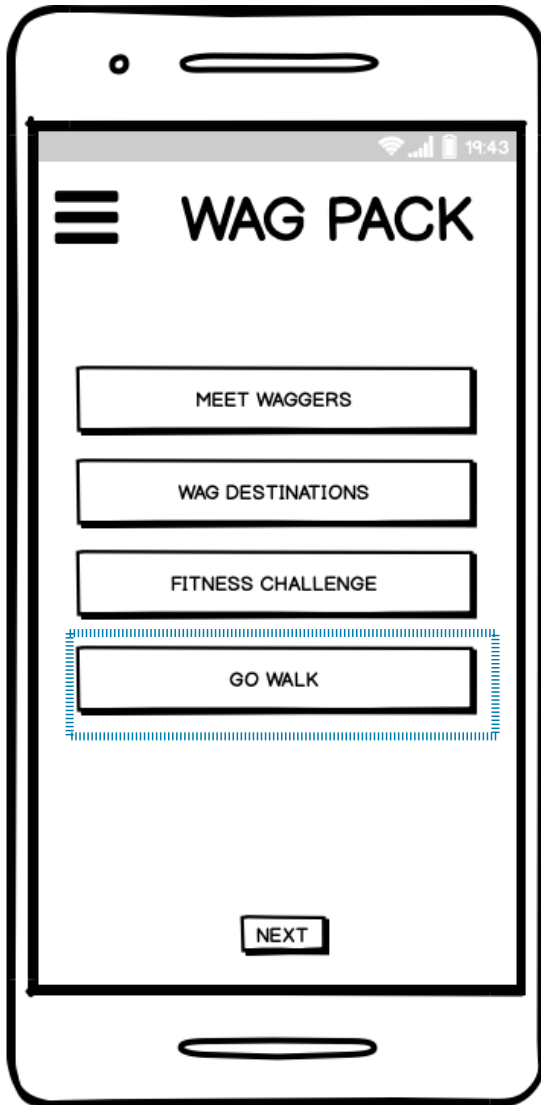 19:43
WAG PACK
MEET WAGGERS
WAG DESTINATIONS
FITNESS CHALLENGE
GO WALK
NEXT